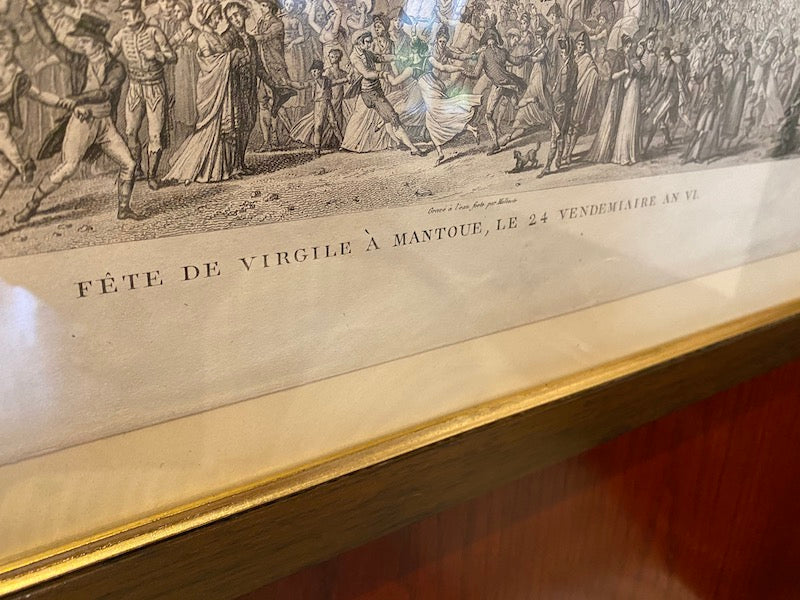 Gravé à l'eau forte par
FÊTE DE VIRGILE À MANTOUE, LE 24 VENDEMIAIRE AN VI.